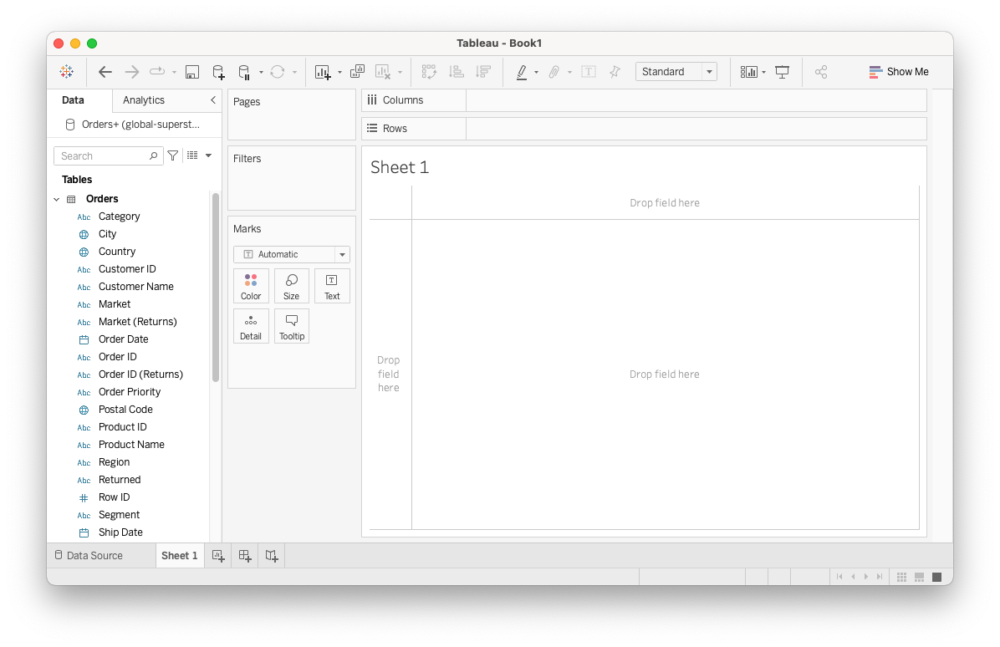 Tableau - Book1
Standard
Show Me
Data
Analytics
Orders+ (global-superst...
Search
Tables
Orders
Abc Category
City
Country
Abc Customer ID
Abc Customer Name
Abc Market
Abc Market (Returns)
Order Date
Abc Order ID
Abc Order ID (Returns)
Abc Order Priority
Postal Code
Abc Product ID
Abc Product Name
Abc Region
Abc Returned
Row ID
Abc Segment
Ship Date
Pages
Filters
Marks
T Automatic
Color
Size
T
Text
Detail
Tooltip
Columns
Rows
Sheet 1
Drop field here
Drop
field
here
Drop field here
Data Source
Sheet 1